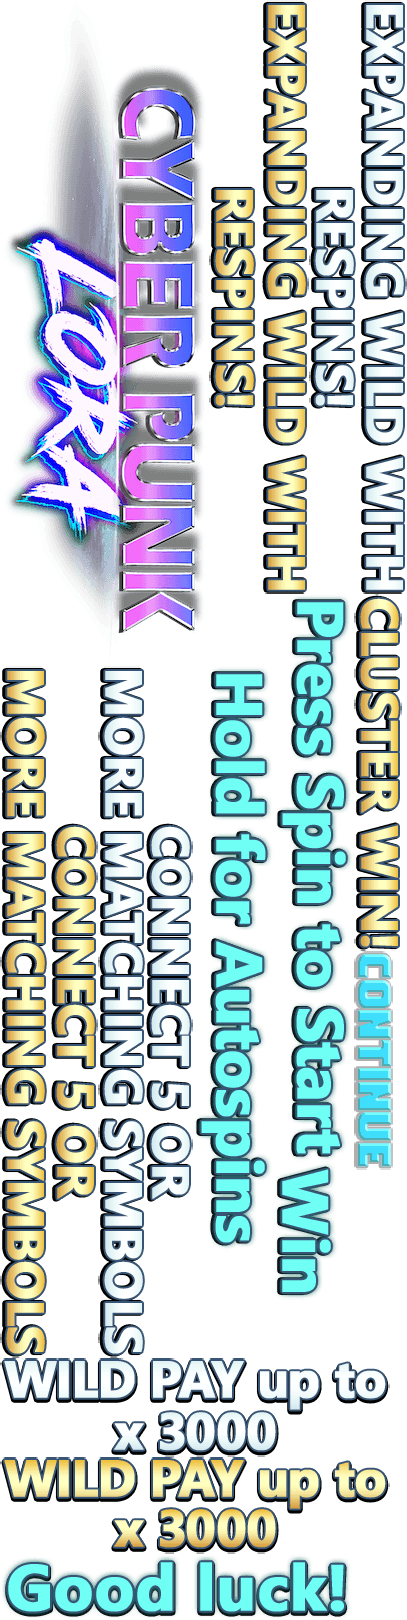 EXPANDING WILD WITH
RESPINS!
EXPANDING WILD WITH
RESPINS!
CYBER PUNK
LORA
CLUSTER WIN!
CONTINUE
Press Spin to Start Win
Hold for Autospins
CONNECT 5 OR
MORE MATCHING SYMBOLS
CONNECT 5 OR
MORE MATCHING SYMBOLS
WILD PAY up to
x 3000
WILD PAY up to
x 3000
Good luck!